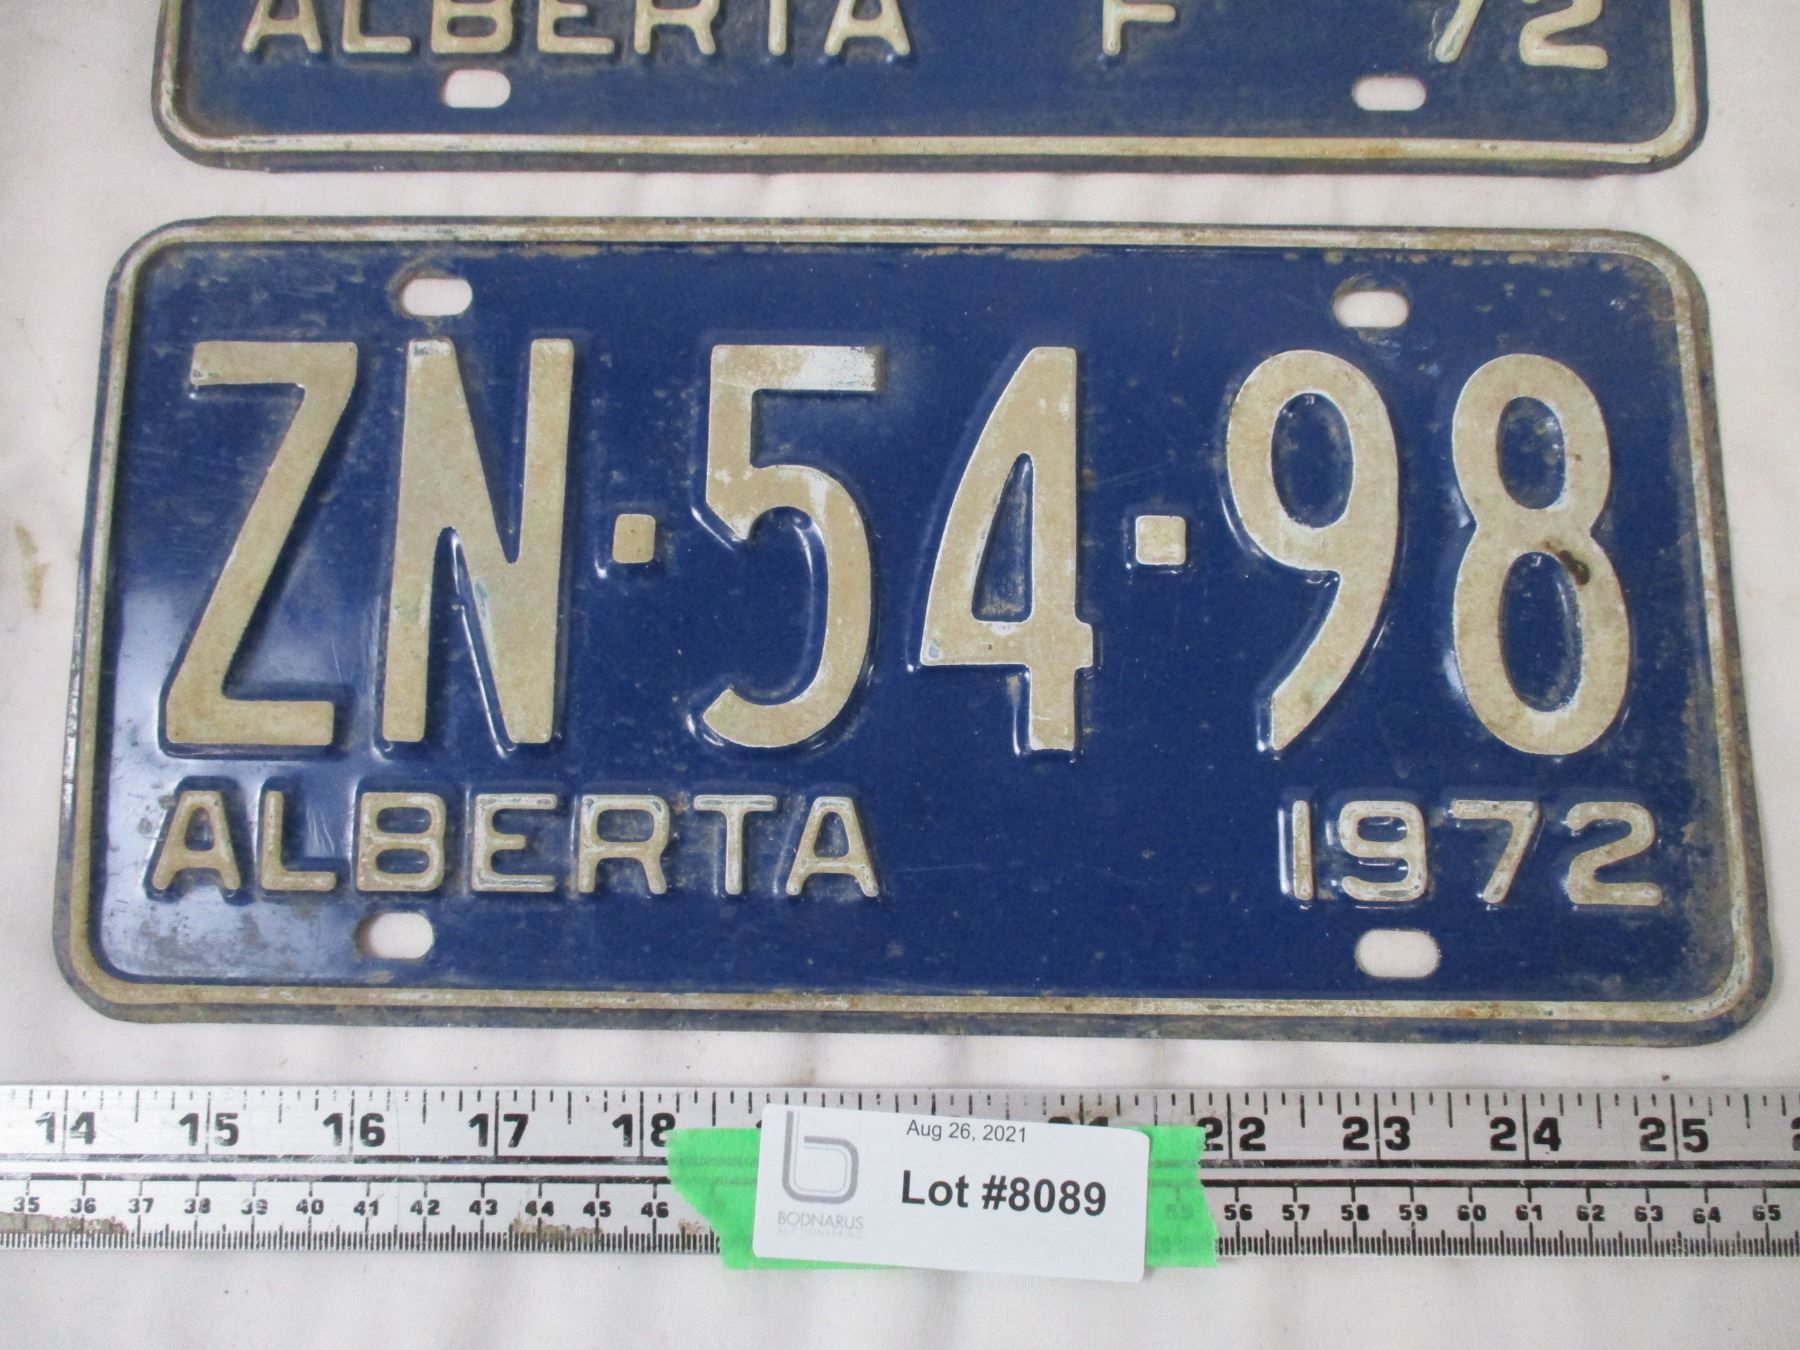 ALBERTA F 72
ZN·54·98
ALBERTA 1972
14 15 16 17 18 22 23 24 25
Aug 26, 2021
Lot #8089
BODNARUS
AUCTIONEERING
35 36 37 38 39 40 41 42 43 44 45 46 55 56 57 58 59 60 61 62 63 64 65